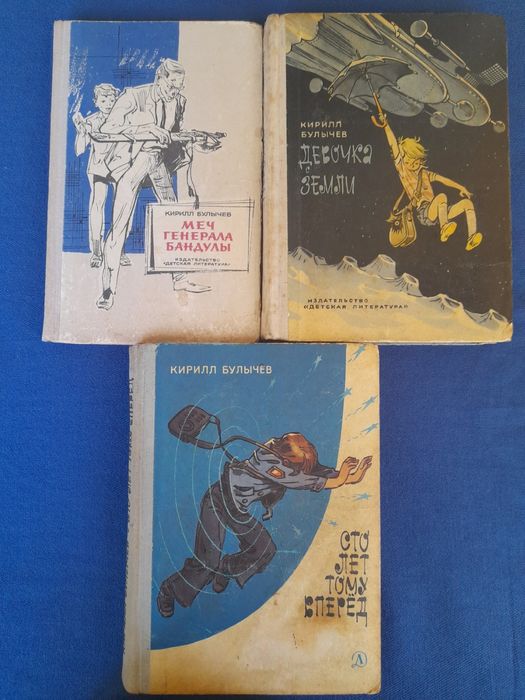 КИРИЛЛ БУЛЫЧЕВ
МЕЧ
ГЕНЕРАЛА
БАНДУЛЫ
ИЗДАТЕЛЬСТВО
"ДЕТСКАЯ ЛИТЕРАТУРА"
КИРИЛЛ
БУЛЫЧЕВ
ДЕВОЧКА
С
ЗЕМЛИ
ИЗДАТЕЛЬСТВО
«ДЕТСКАЯ ЛИТЕРАТУРА»
КИРИЛЛ БУЛЫЧЕВ
СТО
ЛЕТ
ТОМУ
ВПЕРЁД
Д